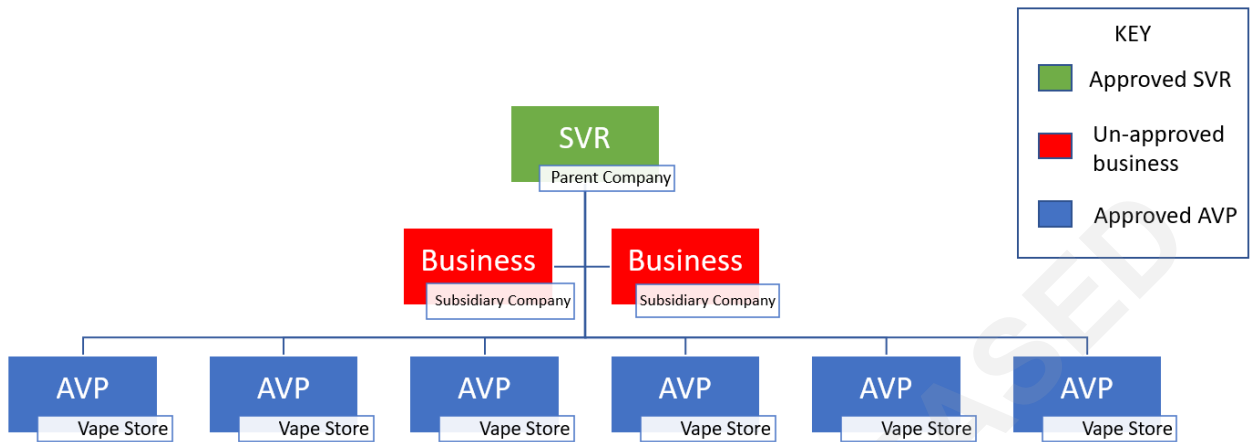 KEY
Approved SVR
Un-approved
business
Approved AVP
SVR
Parent Company
Business
Subsidiary Company
Business
Subsidiary Company
AVP
Vape Store
AVP
Vape Store
AVP
Vape Store
AVP
Vape Store
AVP
Vape Store
AVP
Vape Store
ASED